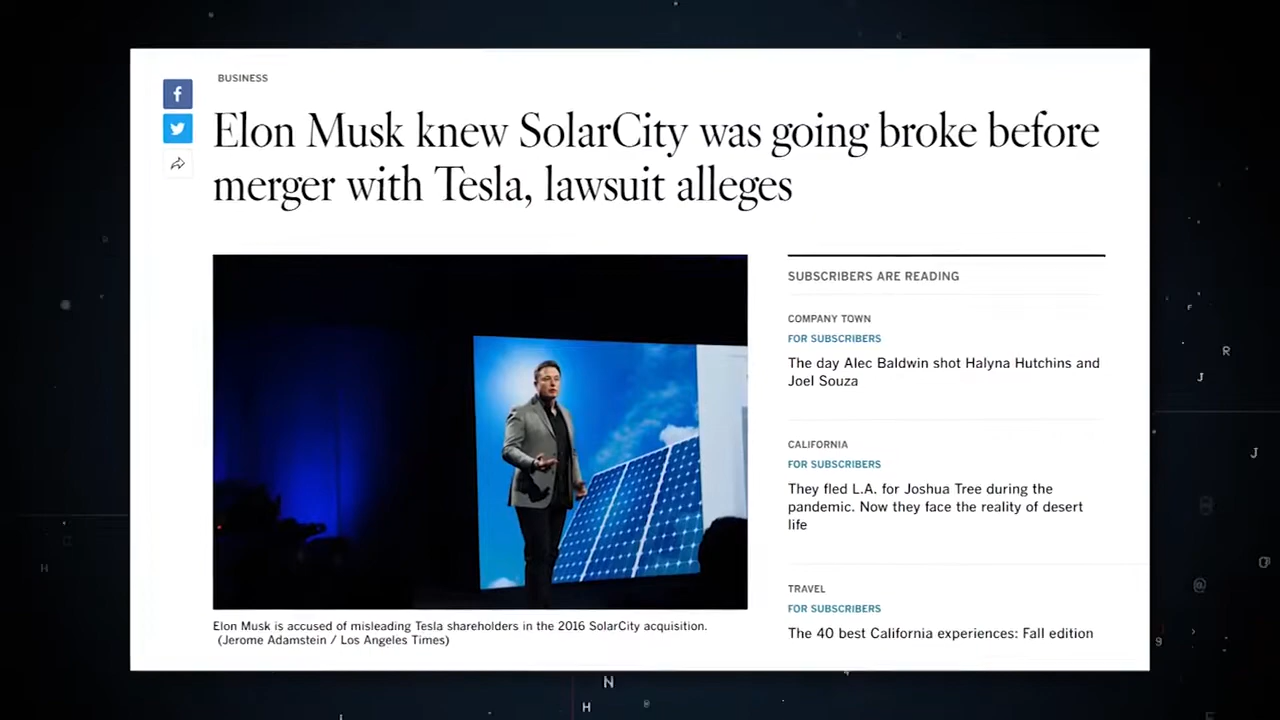 BUSINESS
Elon Musk knew SolarCity was going broke before
merger with Tesla, lawsuit alleges
Elon Musk is accused of misleading Tesla shareholders in the 2016 SolarCity acquisition.
(Jerome Adamstein / Los Angeles Times)
SUBSCRIBERS ARE READING
COMPANY TOWN
FOR SUBSCRIBERS
The day Alec Baldwin shot Halyna Hutchins and
Joel Souza
CALIFORNIA
FOR SUBSCRIBERS
They fled L.A. for Joshua Tree during the
pandemic. Now they face the reality of desert
life
TRAVEL
FOR SUBSCRIBERS
The 40 best California experiences: Fall edition